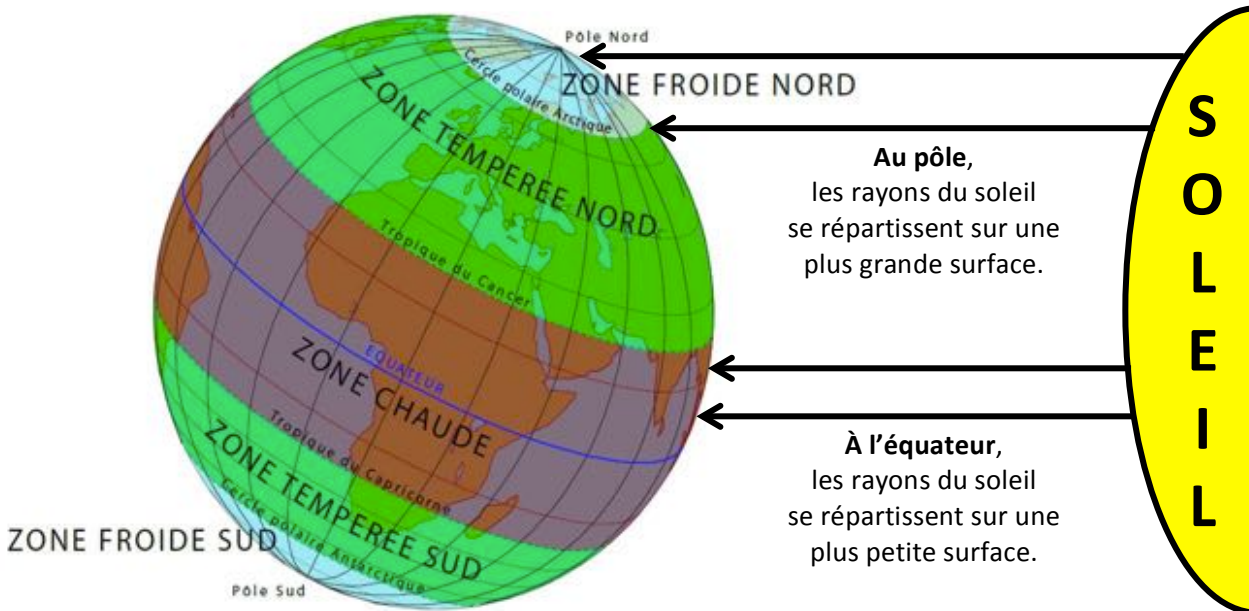 Pôle Nord
ZONE FROIDE NORD
Cercle polaire Arctique
ZONE TEMPEREE NORD
Au pôle,
les rayons du soleil
se répartissent sur une
plus grande surface.
SOLEIL
Tropique du Cancer
EQUATEUR
ZONE CHAUDE
À l'équateur,
les rayons du soleil
se répartissent sur une
plus petite surface.
Tropique du Capricorne
ZONE TEMPEREE SUD
Cercle polaire Antarctique
ZONE FROIDE SUD
Pôle Sud